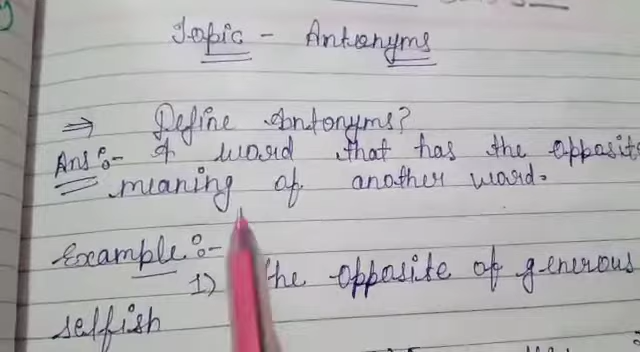 Topic - Antonyms
⇒ Define Antonyms?
Ans:- A word that has the opposite
meaning of another word.
Example:-
1) the opposite of generous
selfish